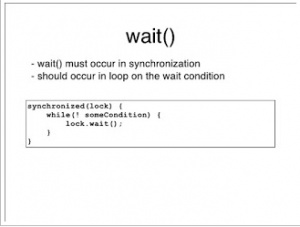 wait()
- wait() must occur in synchronization
- should occur in loop on the wait condition
synchronized(lock) {
    while(! someCondition) {
        lock.wait();
    }
}